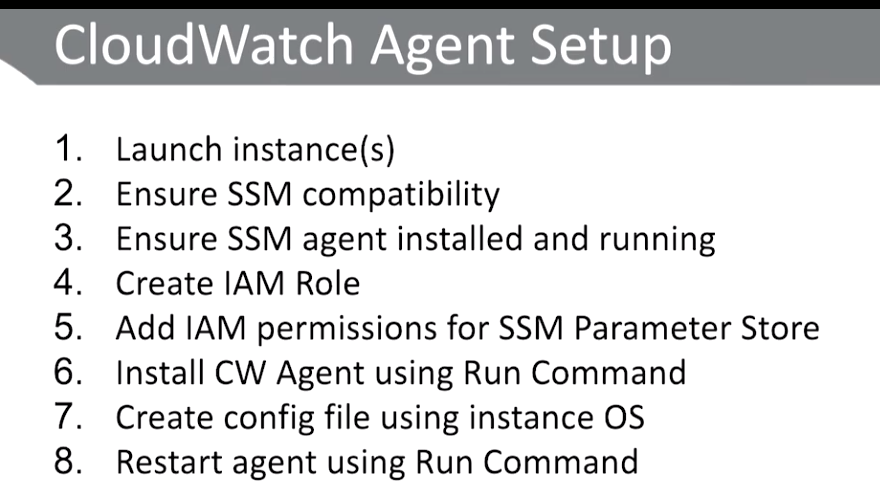 CloudWatch Agent Setup
1. Launch instance(s)
2. Ensure SSM compatibility
3. Ensure SSM agent installed and running
4. Create IAM Role
5. Add IAM permissions for SSM Parameter Store
6. Install CW Agent using Run Command
7. Create config file using instance OS
8. Restart agent using Run Command